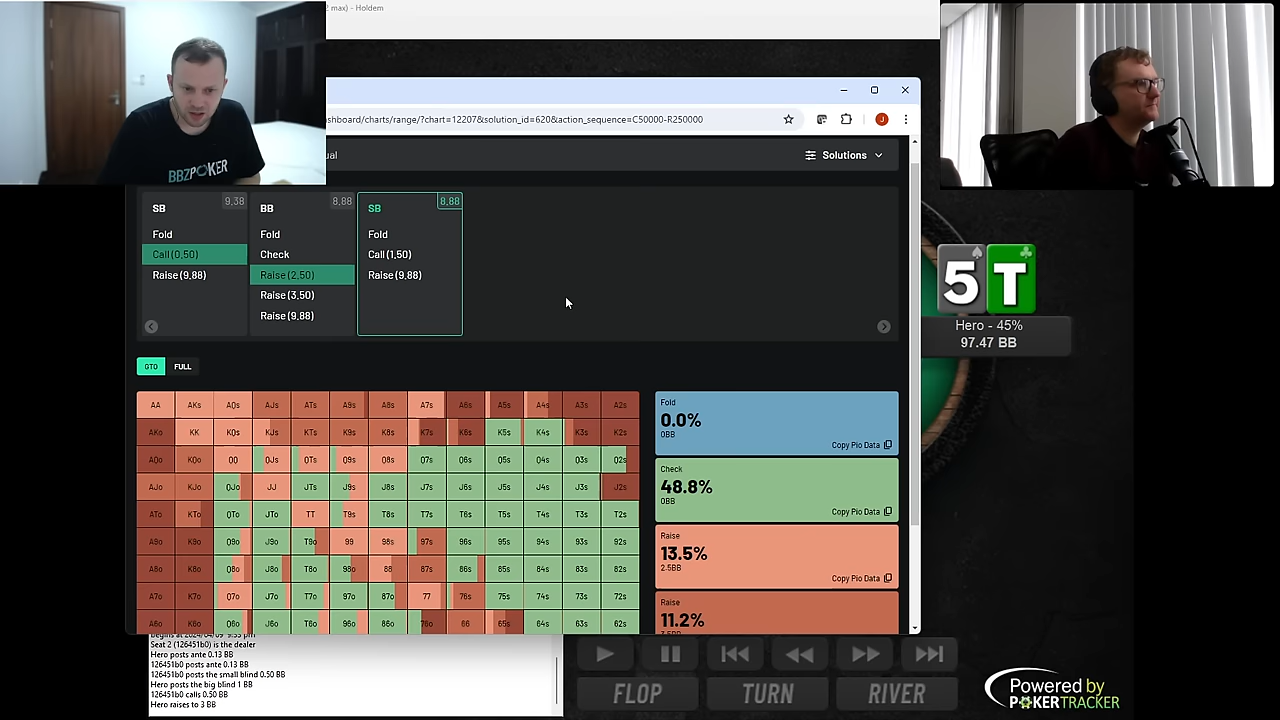 2 max) - Holdem
BBZPOKER
shboard/charts/range/?chart=12207&solution_id=620&action_sequence=C50000-R250000
ual
Solutions
SB 9,38
Fold
Call (0,50)
Raise (9,88)
BB 8,88
Fold
Check
Raise (2,50)
Raise (3,50)
Raise (9,88)
SB 8,88
Fold
Call (1,50)
Raise (9,88)
5 T
Hero - 45%
97.47 BB
GTO FULL
AA AKs AQs AJs ATs A9s A8s A7s A6s A5s A4s A3s A2s
AKo KK KQs KJs KTs K9s K8s K7s K6s K5s K4s K3s K2s
AQo KQo QQ QJs QTs Q9s Q8s Q7s Q6s Q5s Q4s Q3s Q2s
AJo KJo QJo JJ JTs J9s J8s J7s J6s J5s J4s J3s J2s
ATo KTo QTo JTo TT T9s T8s T7s T6s T5s T4s T3s T2s
A9o K9o Q9o J9o T9o 99 98s 97s 96s 95s 94s 93s 92s
A8o K8o Q8o J8o T8o 98o 88 87s 86s 85s 84s 83s 82s
A7o K7o Q7o J7o T7o 97o 87o 77 76s 75s 74s 73s 72s
A6o K6o Q6o J6o T6o 96o 86o 76o 66 65s 64s 63s 62s
Fold
0.0%
0BB
Copy Pio Data
Check
48.8%
0BB
Copy Pio Data
Raise
13.5%
2.5BB
Copy Pio Data
Raise
11.2%
Seat 2 (126451b0) is the dealer
Hero posts ante 0.13 BB
126451b0 posts ante 0.13 BB
126451b0 posts the small blind 0.50 BB
Hero posts the big blind 1 BB
126451b0 calls 0.50 BB
Hero raises to 3 BB
FLOP TURN RIVER
Powered by
POKERTRACKER